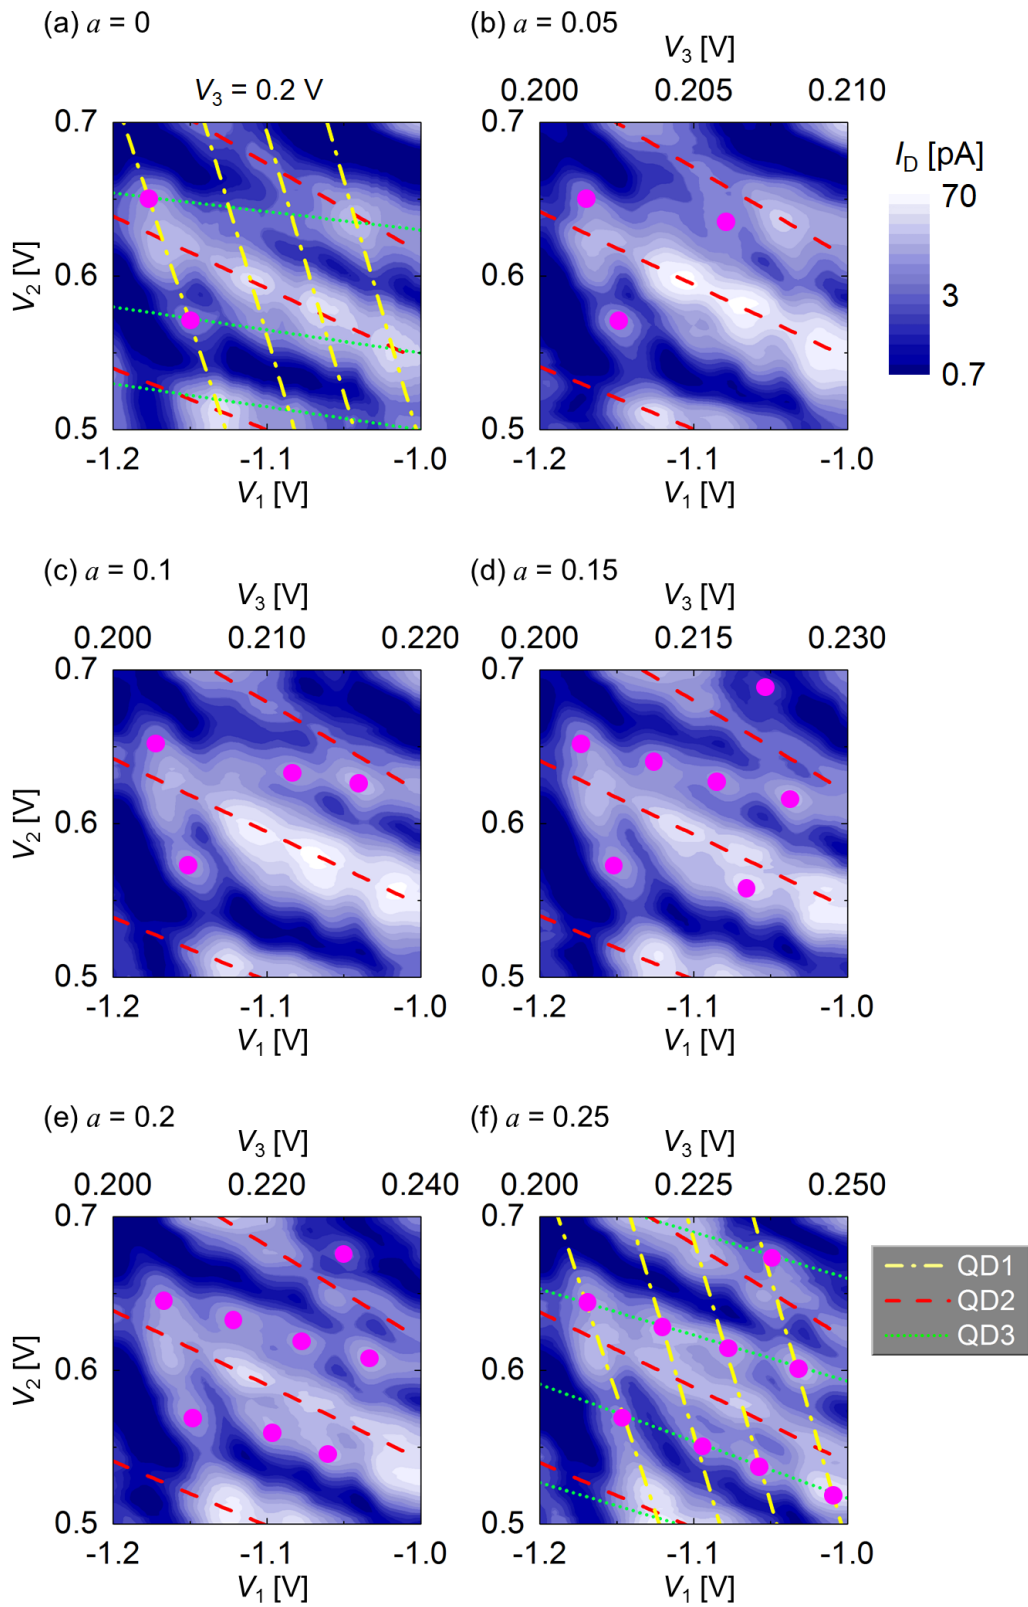 (a) a = 0
V3 = 0.2 V
0.7
0.6
0.5
V2 [V]
-1.2 -1.1 -1.0
V1 [V]
(b) a = 0.05
V3 [V]
0.200 0.205 0.210
0.7
0.6
0.5
-1.2 -1.1 -1.0
V1 [V]
ID [pA]
70
3
0.7
(c) a = 0.1
V3 [V]
0.200 0.210 0.220
0.7
0.6
0.5
V2 [V]
-1.2 -1.1 -1.0
V1 [V]
(d) a = 0.15
V3 [V]
0.200 0.215 0.230
0.7
0.6
0.5
-1.2 -1.1 -1.0
V1 [V]
(e) a = 0.2
V3 [V]
0.200 0.220 0.240
0.7
0.6
0.5
V2 [V]
-1.2 -1.1 -1.0
V1 [V]
(f) a = 0.25
V3 [V]
0.200 0.225 0.250
0.7
0.6
0.5
-1.2 -1.1 -1.0
V1 [V]
QD1
QD2
QD3